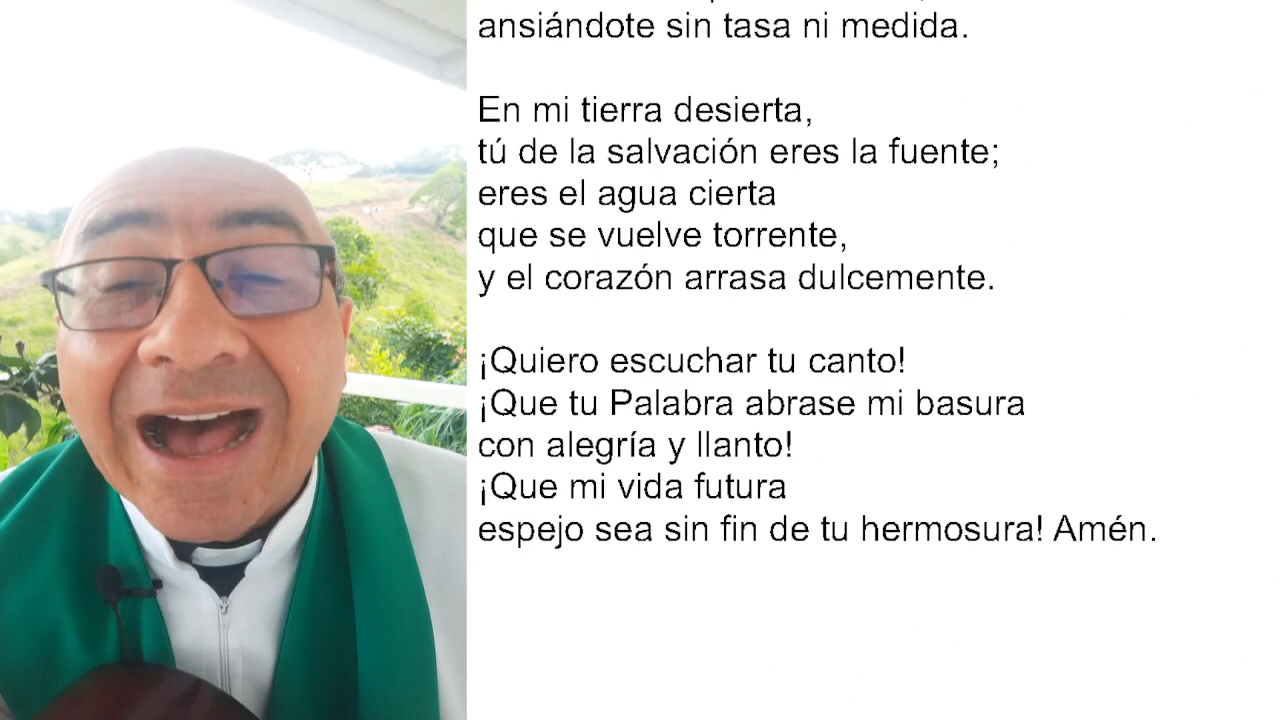 ansiándote sin tasa ni medida.
En mi tierra desierta,
tú de la salvación eres la fuente;
eres el agua cierta
que se vuelve torrente,
y el corazón arrasa dulcemente.
¡Quiero escuchar tu canto!
¡Que tu Palabra abrase mi basura
con alegría y llanto!
¡Que mi vida futura
espejo sea sin fin de tu hermosura! Amén.